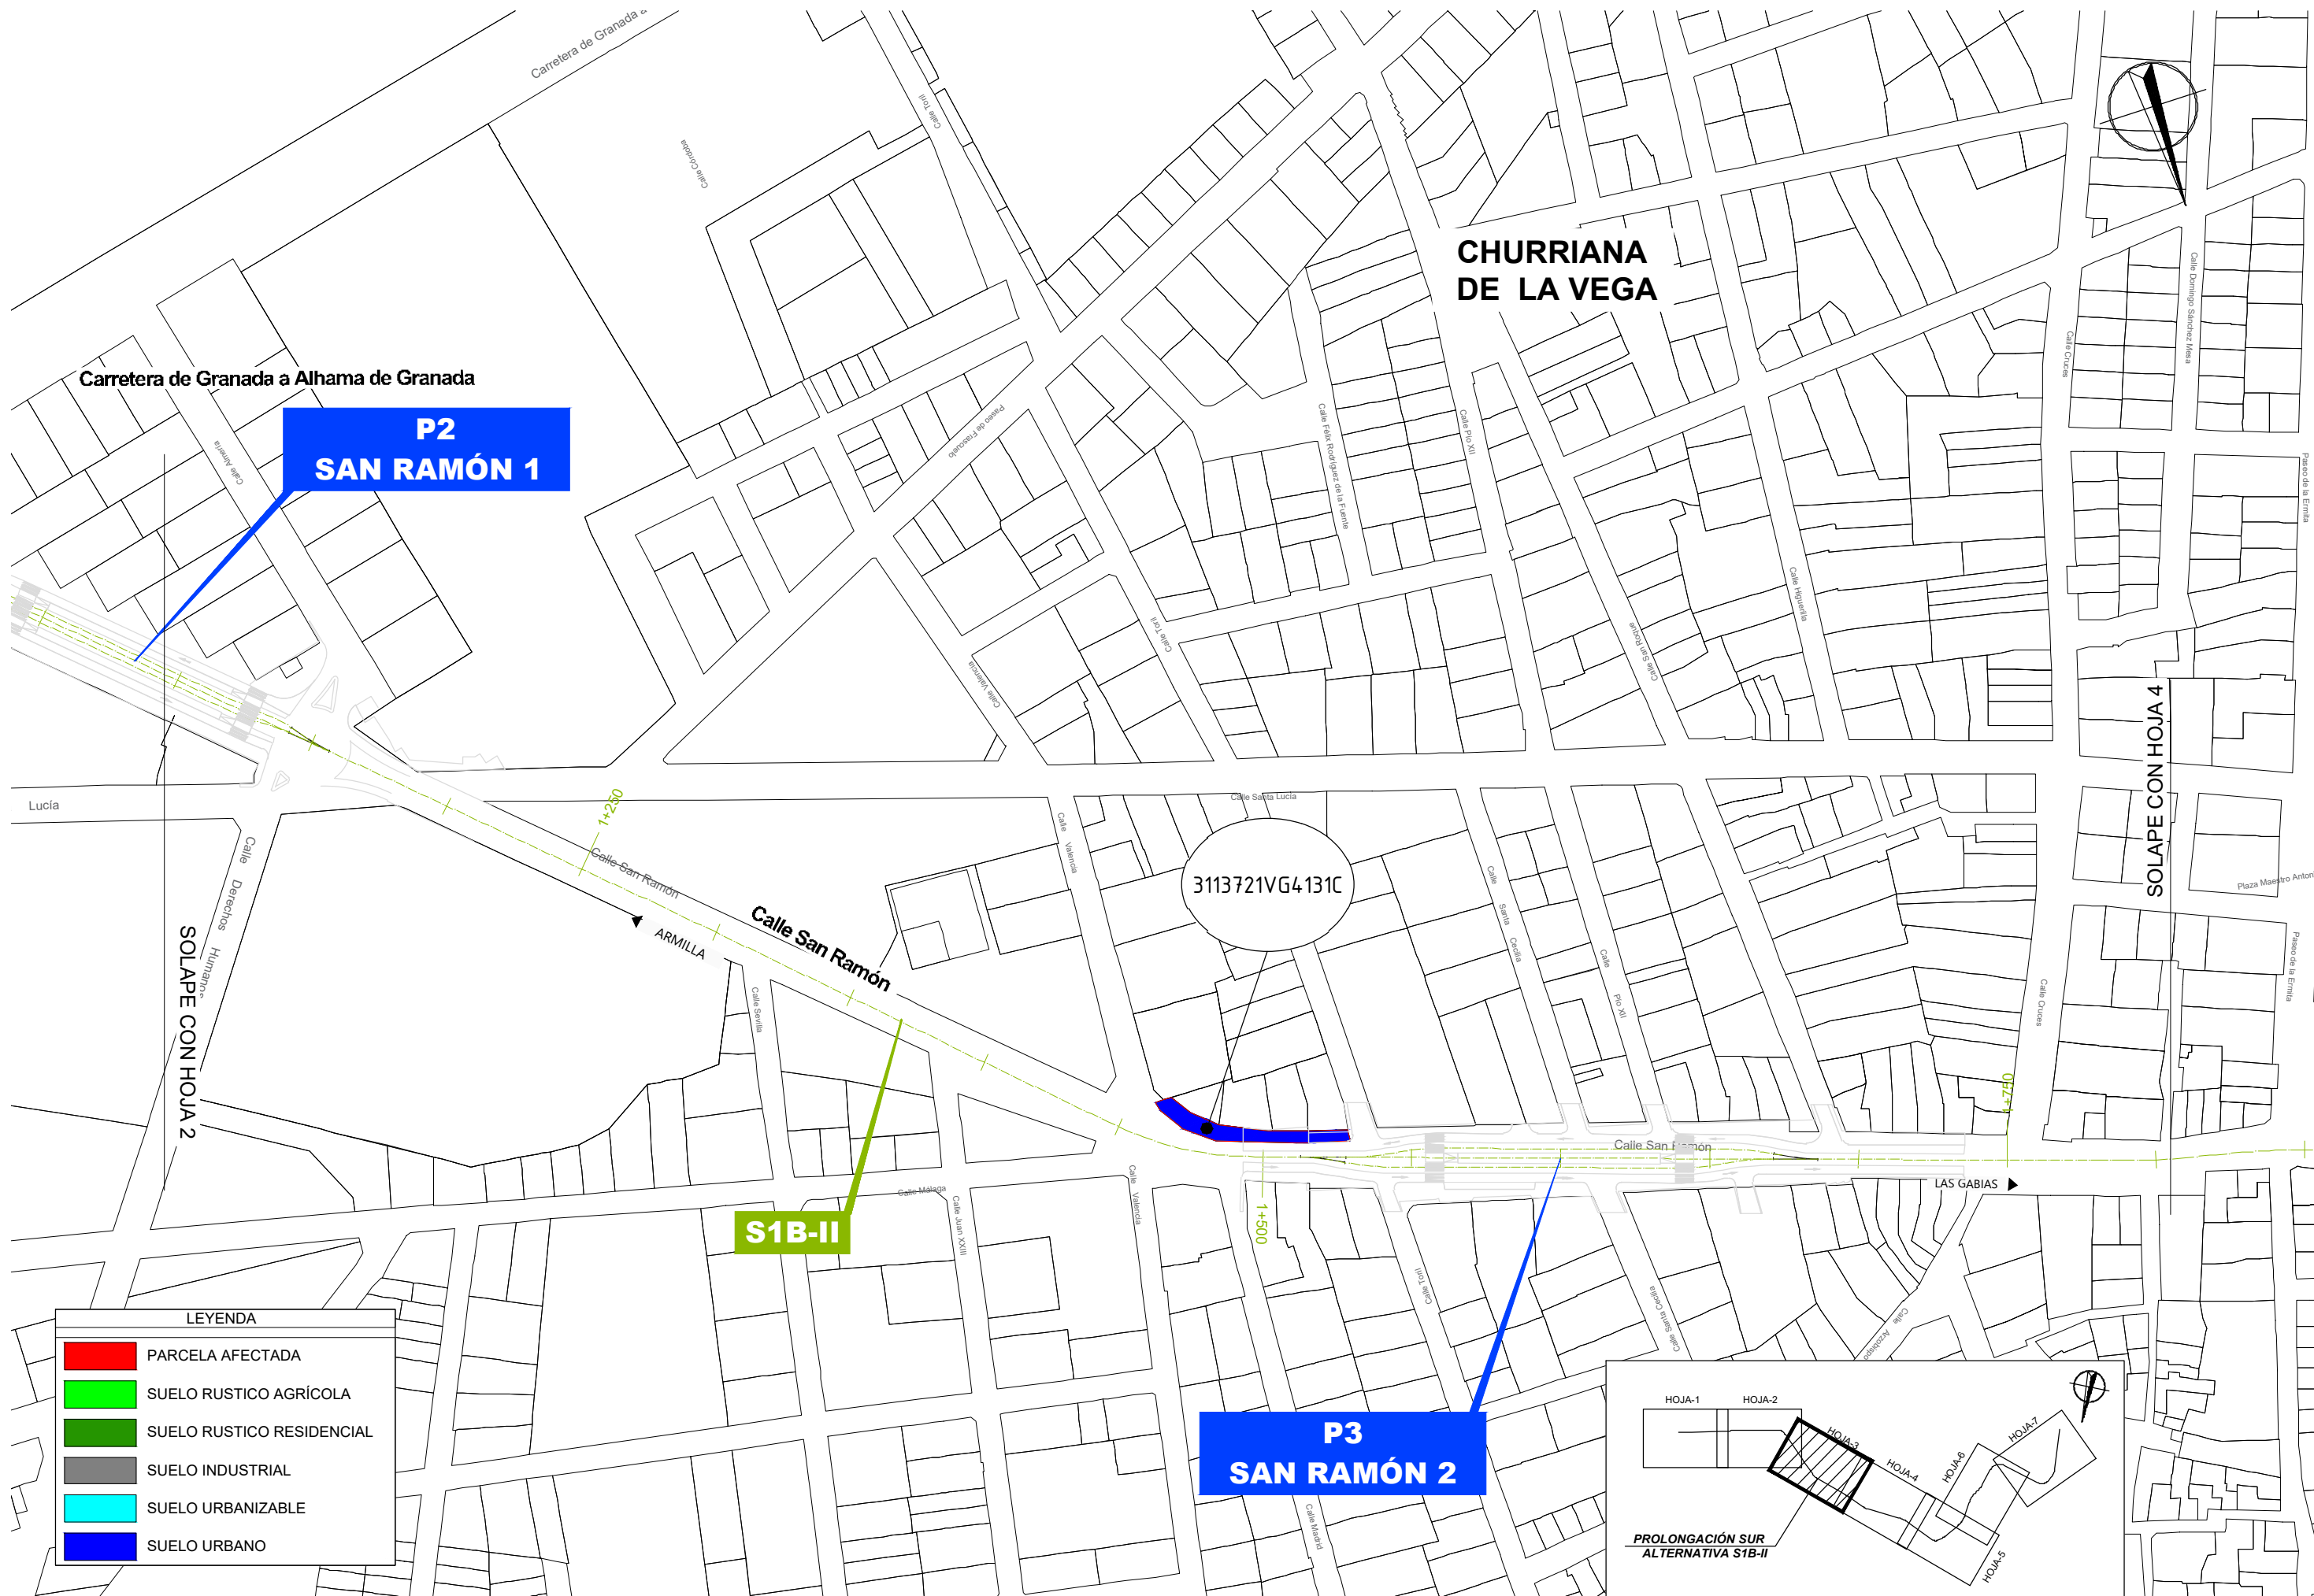 Carretera de Granada a
Calle Toril
Calle Córdoba
CHURRIANA
DE LA VEGA
Calle Domingo Sánchez Mesa
Calle Cruces
Carretera de Granada a Alhama de Granada
P2
SAN RAMÓN 1
Calle Almería
Paseo de Frascuelo
Calle Félix Rodríguez de la Fuente
Calle Pío XII
Paseo de la Ermita
Calle Higuerilla
Calle San Roque
Calle Toril
Calle Valencia
SOLAPE CON HOJA 4
Lucía
1+250
Calle Santa Lucía
Calle Valencia
Calle San Ramón
Calle Derechos Humanos
3113721VG4131C
Calle Santa Cecilia
Calle Pío XII
Plaza Maestro Anton
Calle San Ramón
ARMILLA
Paseo de la Ermita
Calle Cruces
Calle Sevilla
SOLAPE CON HOJA 2
1+750
Calle San Ramón
LAS GABIAS
Calle Málaga
Calle Juan XXIII
Calle Valencia
1+500
S1B-II
Calle Toril
Calle Santa Cecilia
Calle Arzobispo
P3
SAN RAMÓN 2
Calle Madrid
LEYENDA
PARCELA AFECTADA
SUELO RUSTICO AGRÍCOLA
SUELO RUSTICO RESIDENCIAL
SUELO INDUSTRIAL
SUELO URBANIZABLE
SUELO URBANO
HOJA-1
HOJA-2
HOJA-3
HOJA-4
HOJA-6
HOJA-7
HOJA-5
PROLONGACIÓN SUR
ALTERNATIVA S1B-II